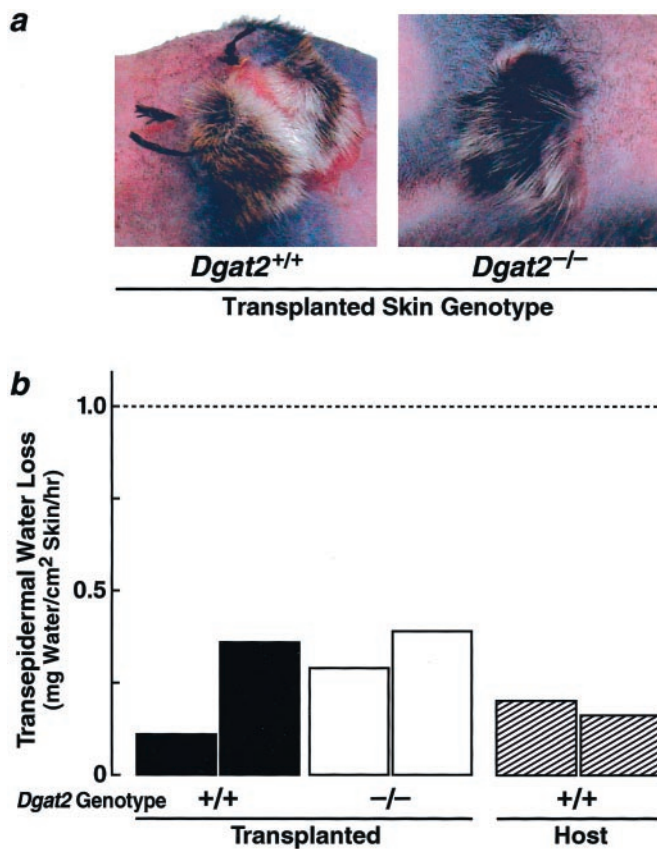 a
Dgat2+/+ Dgat2−/−
Transplanted Skin Genotype
b
Transepidermal Water Loss
(mg Water/cm2 Skin/hr)
1.0
0.5
0
Dgat2 Genotype +/+ −/− +/+
Transplanted Host